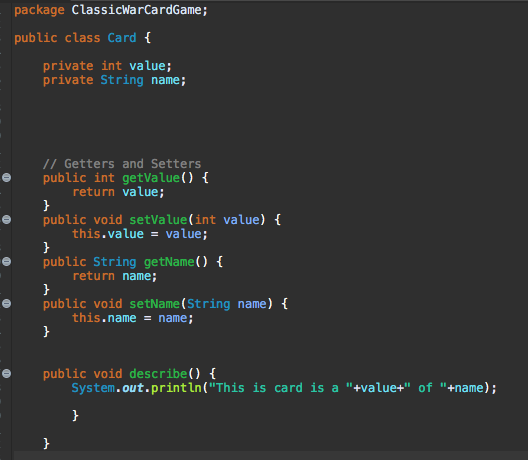 package ClassicWarCardGame;
public class Card {
private int value;
private String name;
// Getters and Setters
public int getValue() {
return value;
}
public void setValue(int value) {
this.value = value;
}
public String getName() {
return name;
}
public void setName(String name) {
this.name = name;
}
public void describe() {
System.out.println("This is card is a "+value+" of "+name);
}
}